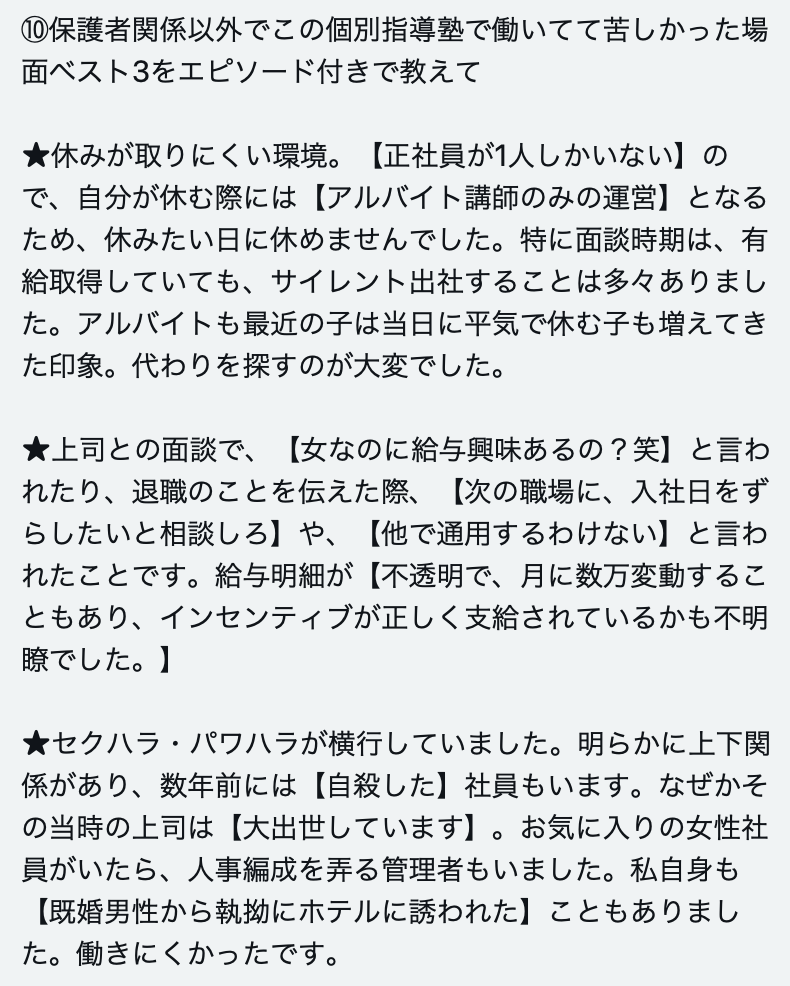 ⑩保護者関係以外でこの個別指導塾で働いてて苦しかった場
面ベスト3をエピソード付きで教えて
★休みが取りにくい環境。【正社員が1人しかいない】の
で、自分が休む際には【アルバイト講師のみの運営】となる
ため、休みたい日に休めませんでした。特に面談時期は、有
給取得していても、サイレント出社することは多々ありまし
た。アルバイトも最近の子は当日に平気で休む子も増えてき
た印象。代わりを探すのが大変でした。
★上司との面談で、【女なのに給与興味あるの？笑】と言わ
れたり、退職のことを伝えた際、【次の職場に、入社日をず
らしたいと相談しろ】や、【他で通用するわけない】と言わ
れたことです。給与明細が【不透明で、月に数万変動するこ
ともあり、インセンティブが正しく支給されているかも不明
瞭でした。】
★セクハラ・パワハラが横行していました。明らかに上下関
係があり、数年前には【自殺した】社員もいます。なぜかそ
の当時の上司は【大出世しています】。お気に入りの女性社
員がいたら、人事編成を弄る管理者もいました。私自身も
【既婚男性から執拗にホテルに誘われた】こともありまし
た。働きにくかったです。